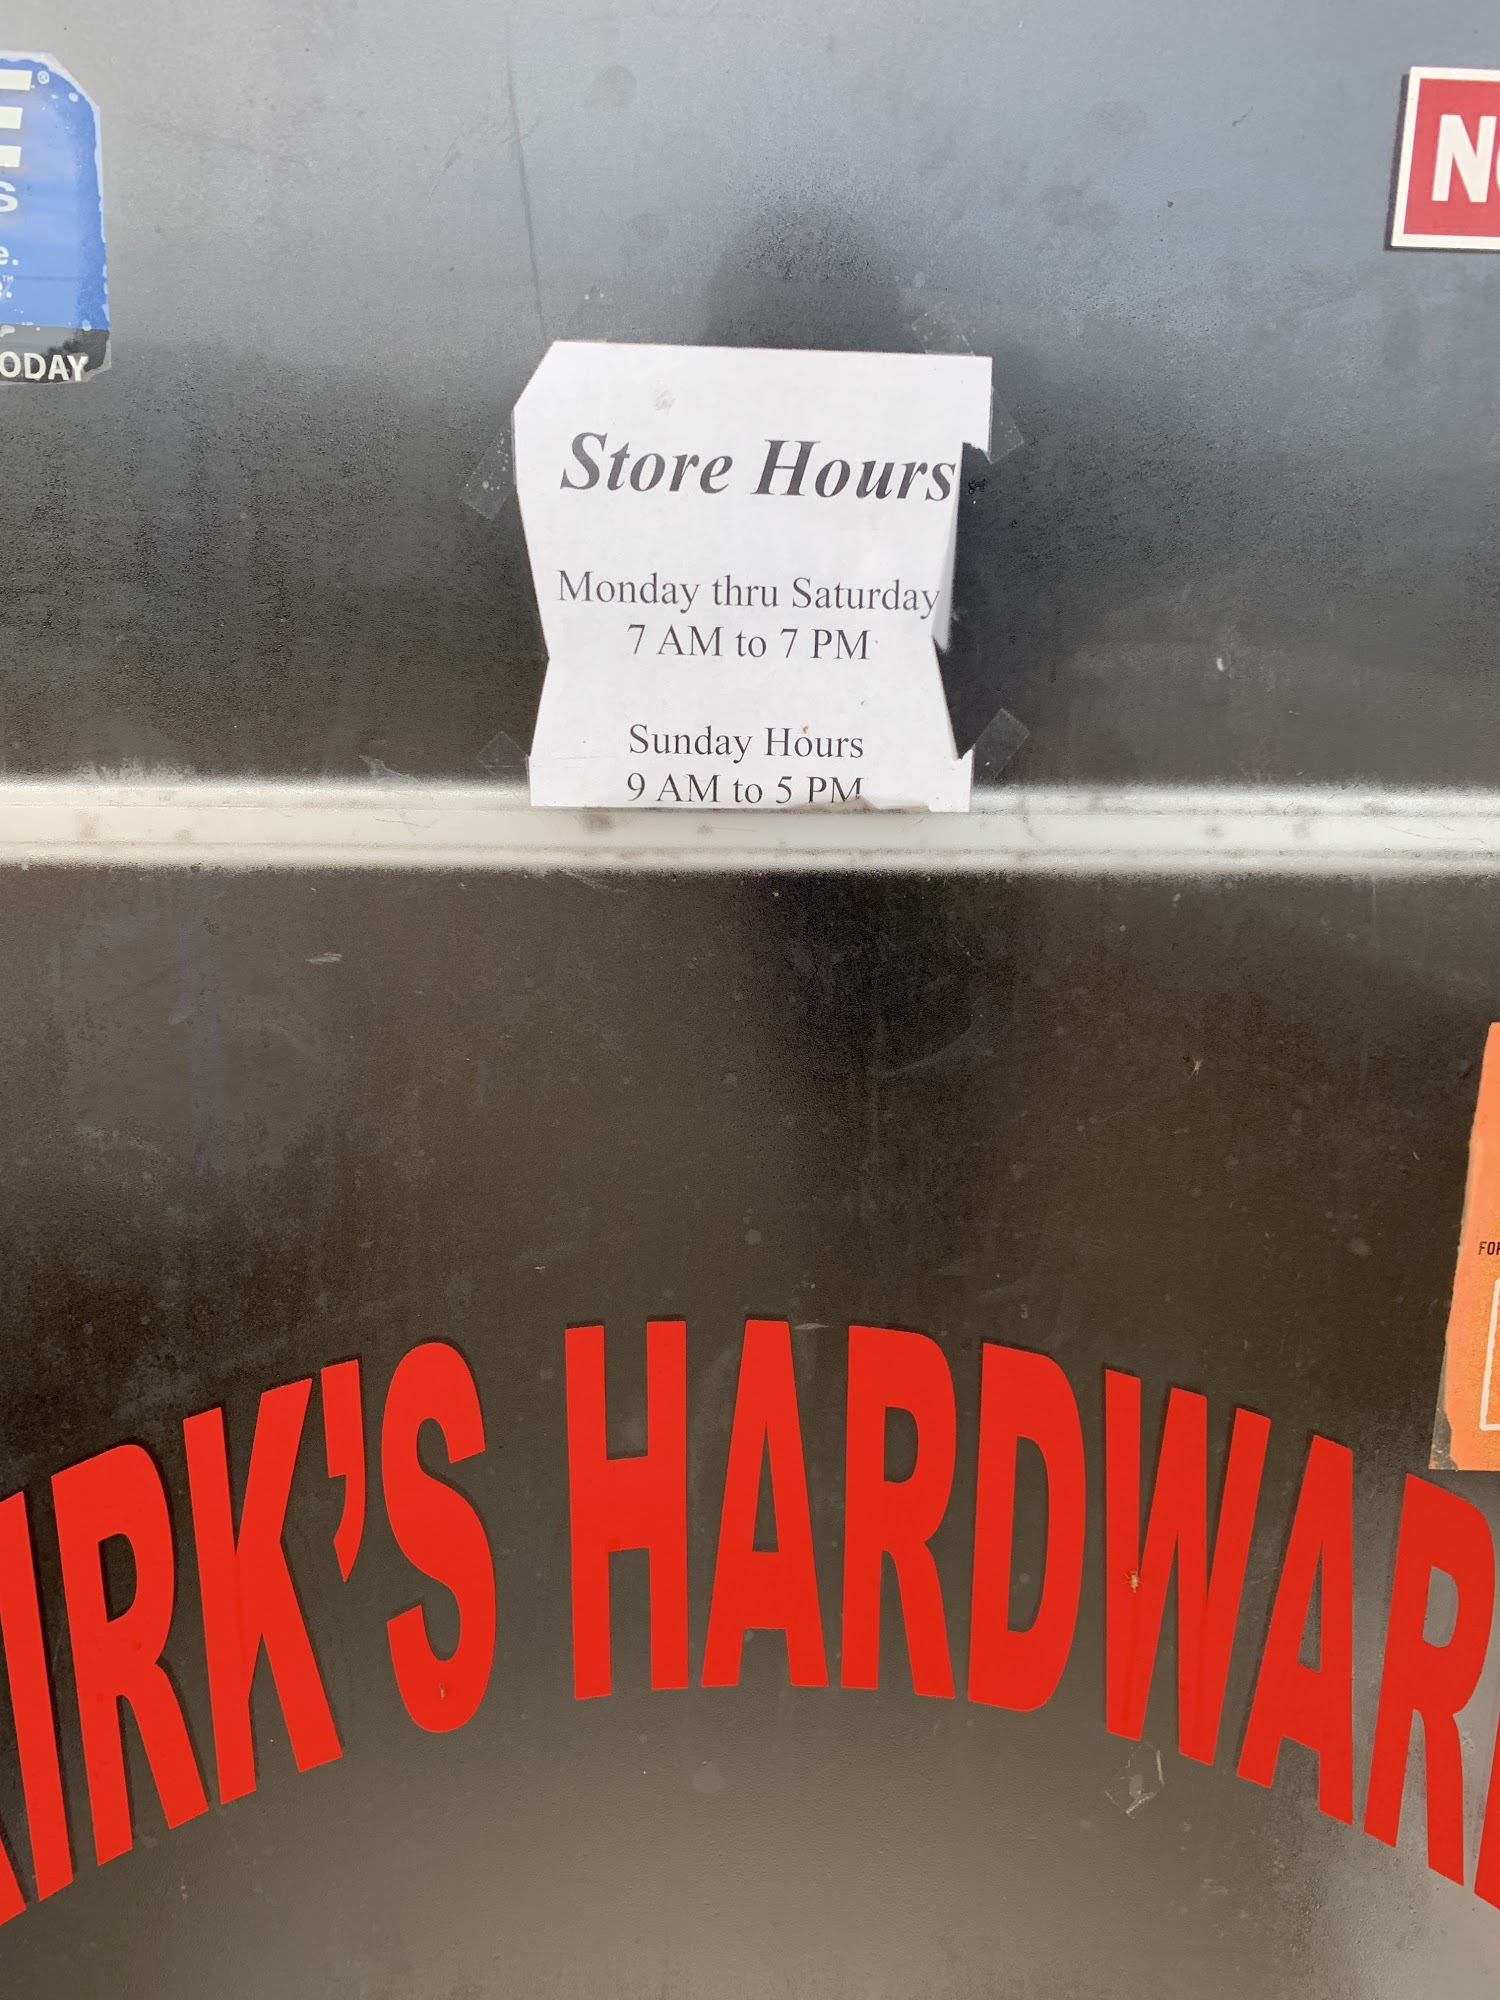 E®
S
e.
ODAY
Store Hours
Monday thru Saturday
7 AM to 7 PM
Sunday Hours
9 AM to 5 PM
IRK'S HARDWAR